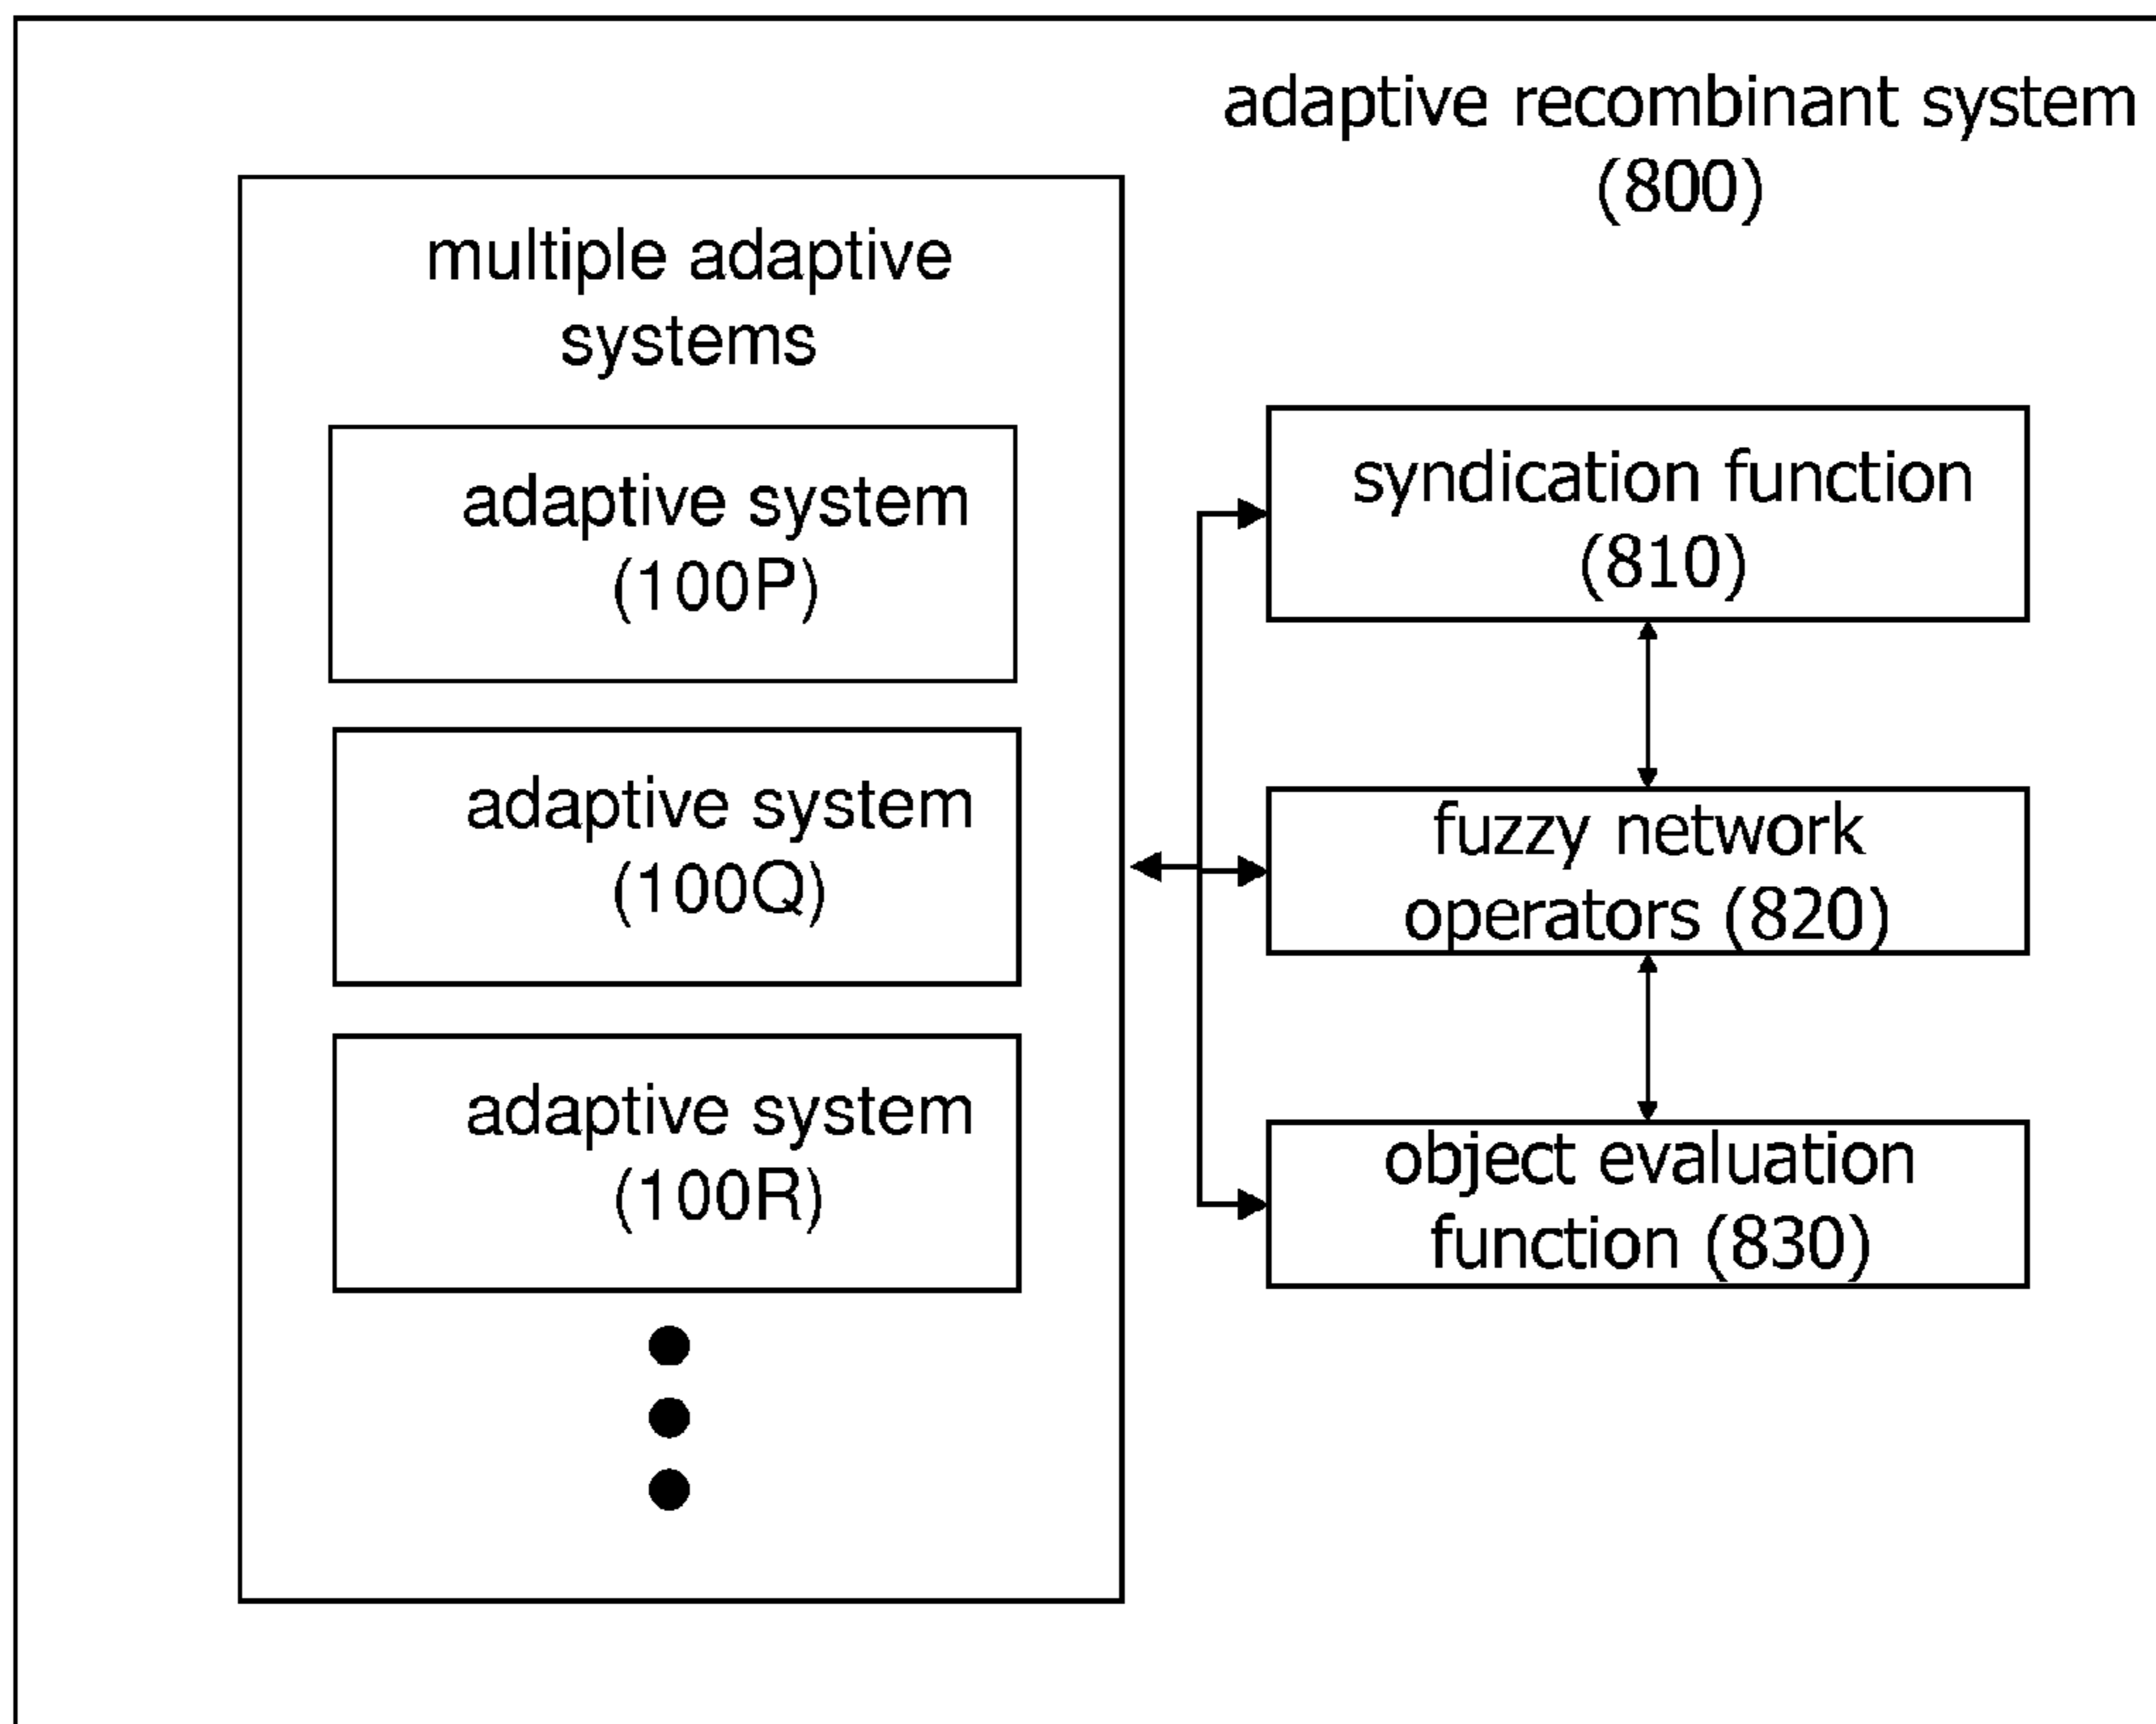 adaptive recombinant system
(800)
multiple adaptive
systems
adaptive system
(100P)
adaptive system
(100Q)
adaptive system
(100R)
syndication function
(810)
fuzzy network
operators (820)
object evaluation
function (830)